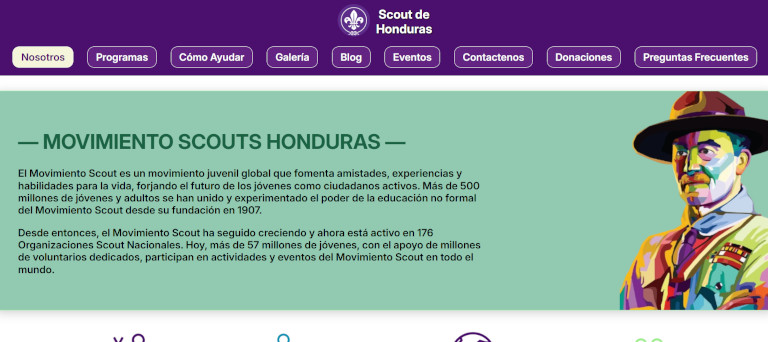 Scout de
Honduras
Nosotros
Programas
Cómo Ayudar
Galería
Blog
Eventos
Contactenos
Donaciones
Preguntas Frecuentes
— MOVIMIENTO SCOUTS HONDURAS —
El Movimiento Scout es un movimiento juvenil global que fomenta amistades, experiencias y
habilidades para la vida, forjando el futuro de los jóvenes como ciudadanos activos. Más de 500
millones de jóvenes y adultos se han unido y experimentado el poder de la educación no formal
del Movimiento Scout desde su fundación en 1907.
Desde entonces, el Movimiento Scout ha seguido creciendo y ahora está activo en 176
Organizaciones Scout Nacionales. Hoy, más de 57 millones de jóvenes, con el apoyo de millones
de voluntarios dedicados, participan en actividades y eventos del Movimiento Scout en todo el
mundo.